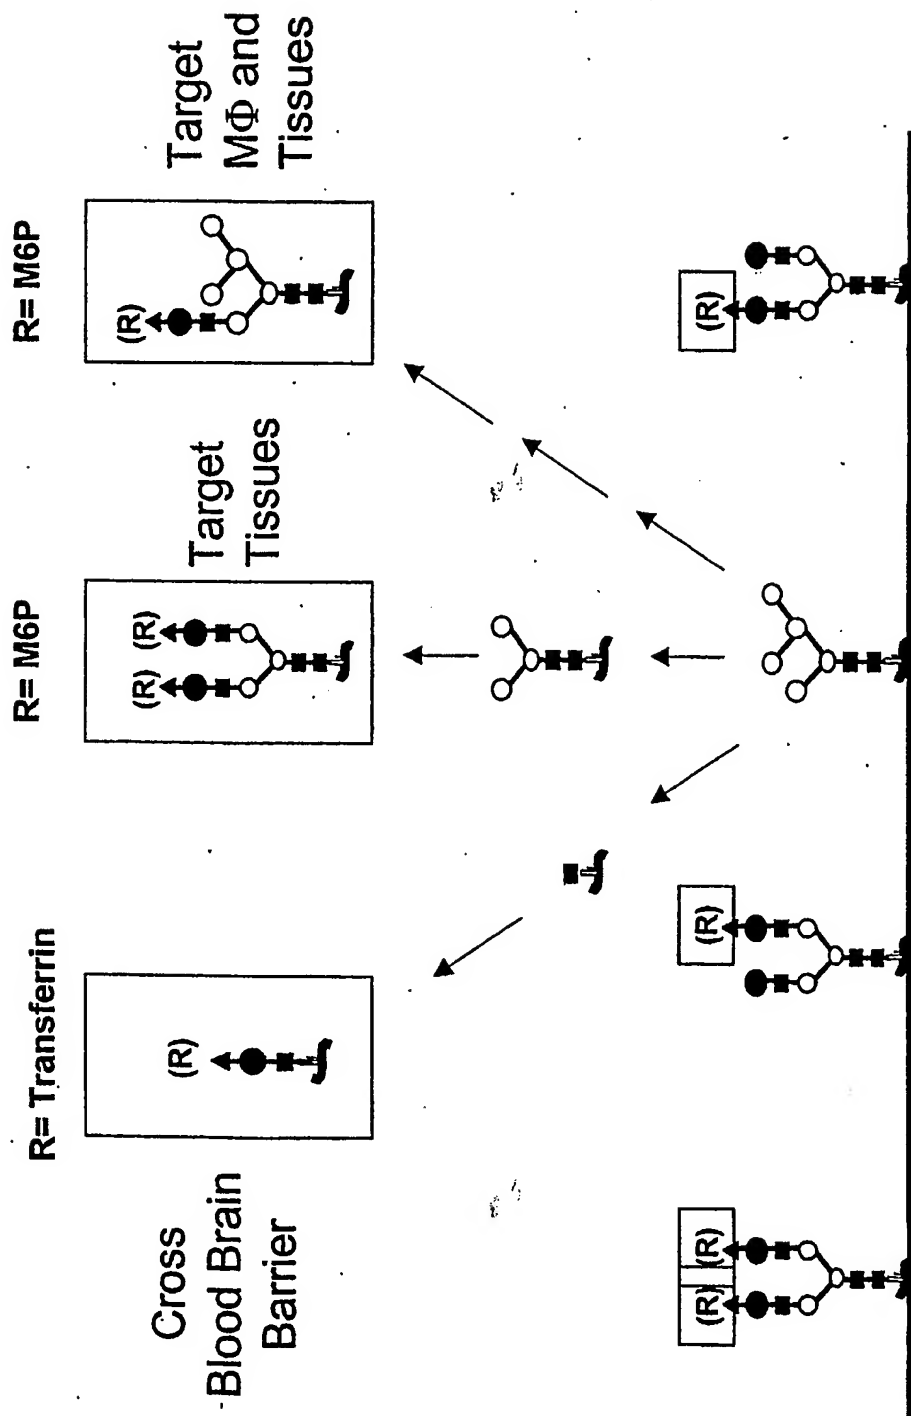 R= Transferrin
R= M6P
R= M6P
Cross
Blood Brain
Barrier
(R)
(R) (R)
Target
Tissues
(R)
Target
MΦ and
Tissues
(R) (R)
(R)
(R)